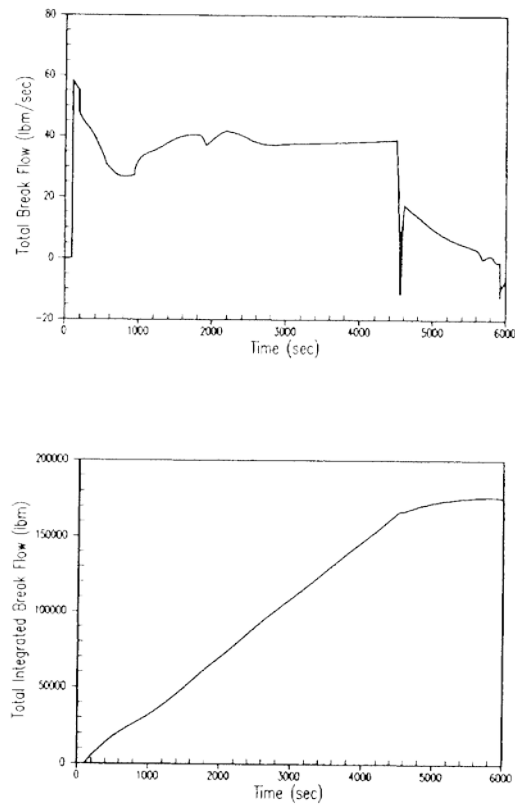 80
60
40
20
0
-20
Total Break Flow (lbm/sec)
0 1000 2000 3000 4000 5000 6000
Time (sec)
200000
150000
100000
50000
0
Total Integrated Break Flow (lbm)
0 1000 2000 3000 4000 5000 6000
Time (sec)